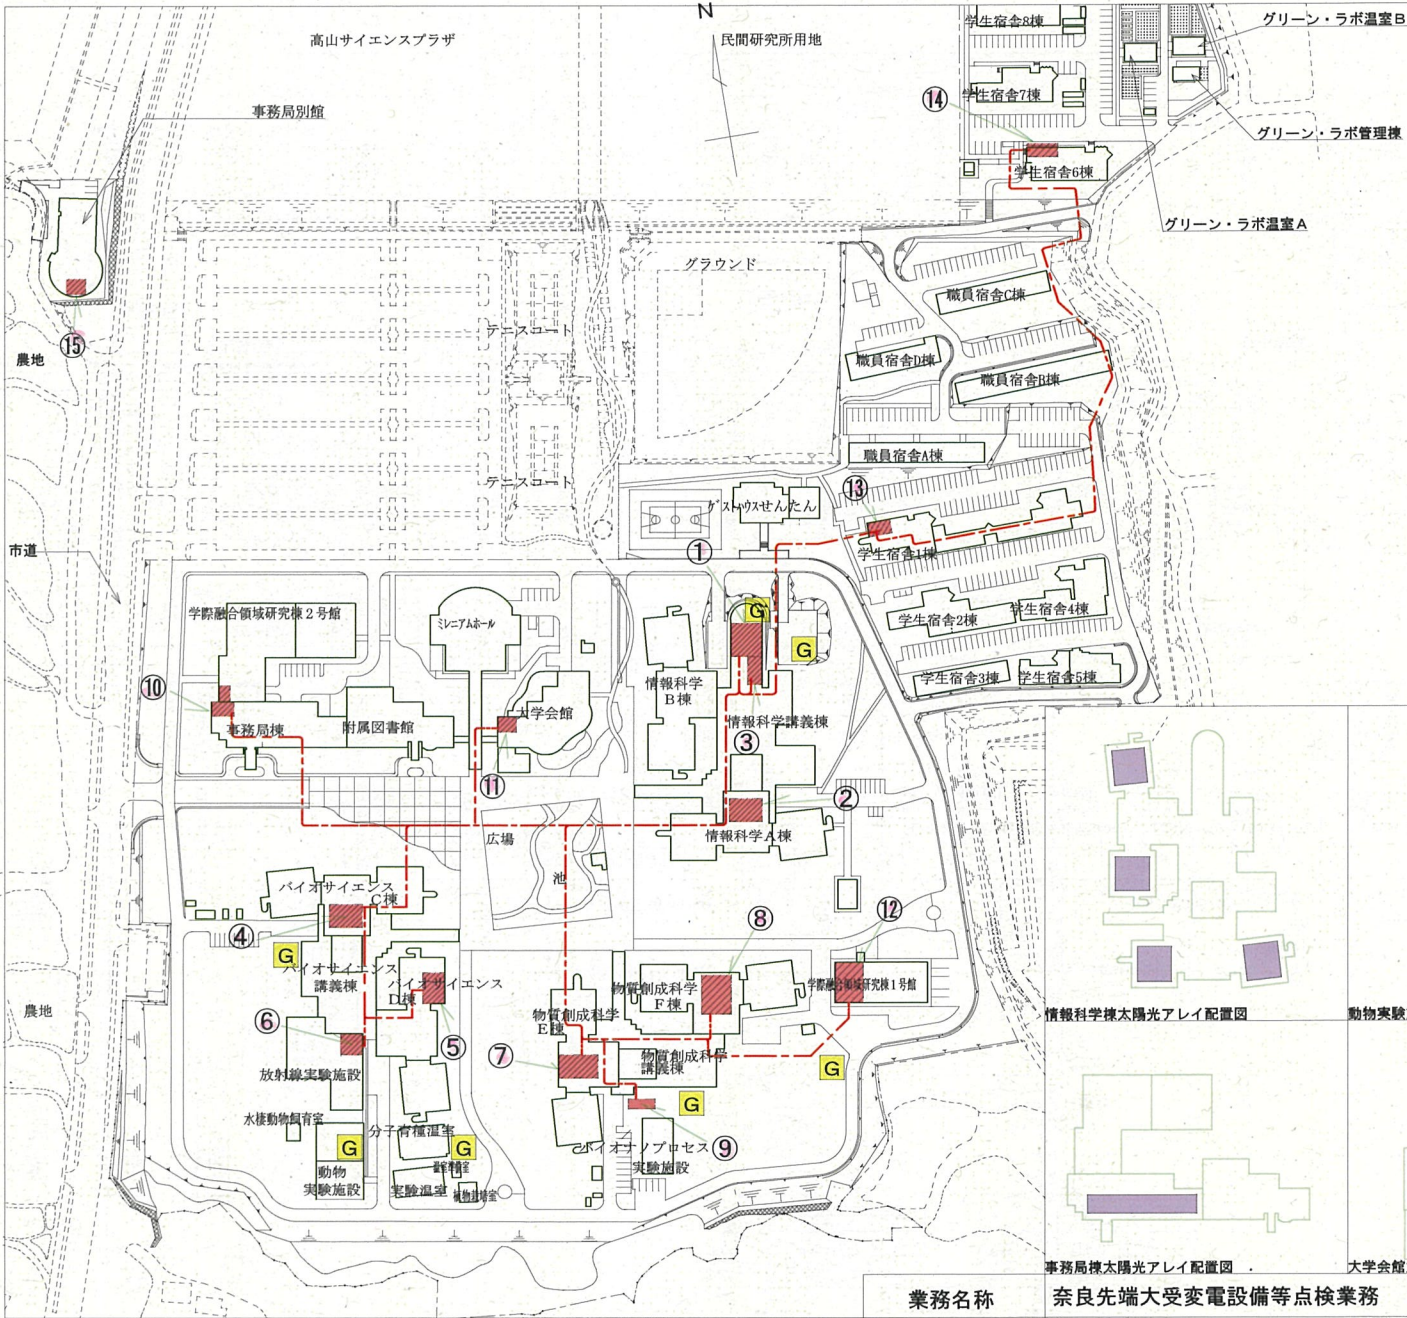 N
学生宿舎8棟
グリーン・ラボ温室B
高山サイエンスプラザ
民間研究所用地
学生宿舎7棟
⑭
事務局別館
グリーン・ラボ管理棟
学生宿舎6棟
グリーン・ラボ温室A
グラウンド
職員宿舎C棟
テニスコート
⑮
農地
職員宿舎D棟
職員宿舎B棟
職員宿舎A棟
テニスコート
⑬
ゲストハウスせんたん
市道
①
学生宿舎1棟
学際融合領域研究棟2号館
ミレニアムホール
G
学生宿舎4棟
学生宿舎2棟
G
⑩
情報科学
B棟
学生宿舎3棟
学生宿舎5棟
大学会館
事務局棟
附属図書館
情報科学講義棟
③
⑪
②
広場
情報科学A棟
池
バイオサイエンス
C棟
④
⑧
⑫
G
バイオサイエンス
講義棟
バイオサイエンス
D棟
物質創成科学
F棟
学際融合領域研究棟1号館
農地
⑥
物質創成科学
E棟
情報科学棟太陽光アレイ配置図
動物実験
⑤
⑦
物質創成科学
講義棟
放射線実験施設
G
G
水棲動物飼育室
分子育種温室
G
G
バイオナノプロセス
実験施設
⑨
動物
実験施設
実験温室
事務局棟太陽光アレイ配置図
大学会館
業務名称
奈良先端大受変電設備等点検業務